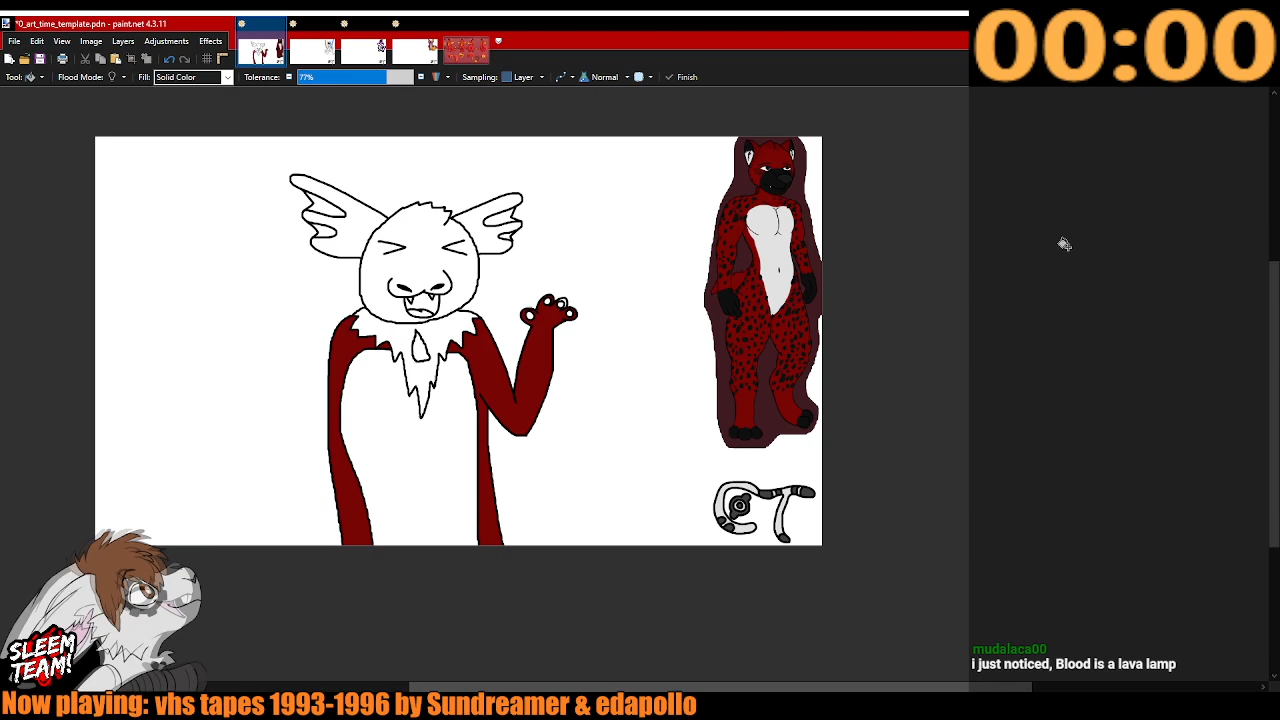 *0_art_time_template.pdn - paint.net 4.3.11
00:00
File Edit View Image Layers Adjustments Effects
Tool: Flood Mode: Fill: Solid Color Tolerance: 77% Sampling: Layer Normal Finish
CT
SLEEM
TEAM!
mudalaca00
i just noticed, Blood is a lava lamp
Now playing: vhs tapes 1993-1996 by Sundreamer & edapollo